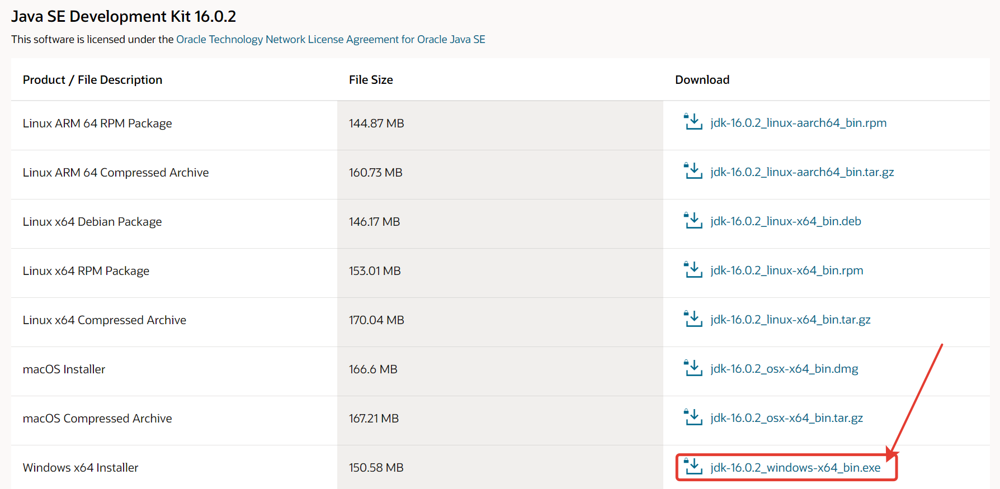 Java SE Development Kit 16.0.2
This software is licensed under the Oracle Technology Network License Agreement for Oracle Java SE
Product / File Description File Size Download
Linux ARM 64 RPM Package 144.87 MB jdk-16.0.2_linux-aarch64_bin.rpm
Linux ARM 64 Compressed Archive 160.73 MB jdk-16.0.2_linux-aarch64_bin.tar.gz
Linux x64 Debian Package 146.17 MB jdk-16.0.2_linux-x64_bin.deb
Linux x64 RPM Package 153.01 MB jdk-16.0.2_linux-x64_bin.rpm
Linux x64 Compressed Archive 170.04 MB jdk-16.0.2_linux-x64_bin.tar.gz
macOS Installer 166.6 MB jdk-16.0.2_osx-x64_bin.dmg
macOS Compressed Archive 167.21 MB jdk-16.0.2_osx-x64_bin.tar.gz
Windows x64 Installer 150.58 MB jdk-16.0.2_windows-x64_bin.exe